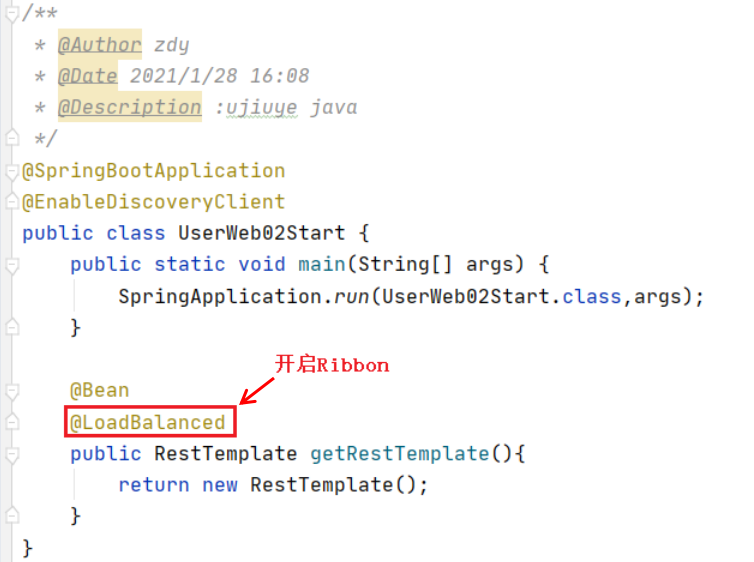 /**
 * @Author zdy
 * @Date 2021/1/28 16:08
 * @Description :ujiuye java
 */
@SpringBootApplication
@EnableDiscoveryClient
public class UserWeb02Start {
    public static void main(String[] args) {
        SpringApplication.run(UserWeb02Start.class,args);
    }
开启Ribbon
    @Bean
    @LoadBalanced
    public RestTemplate getRestTemplate(){
        return new RestTemplate();
    }
}